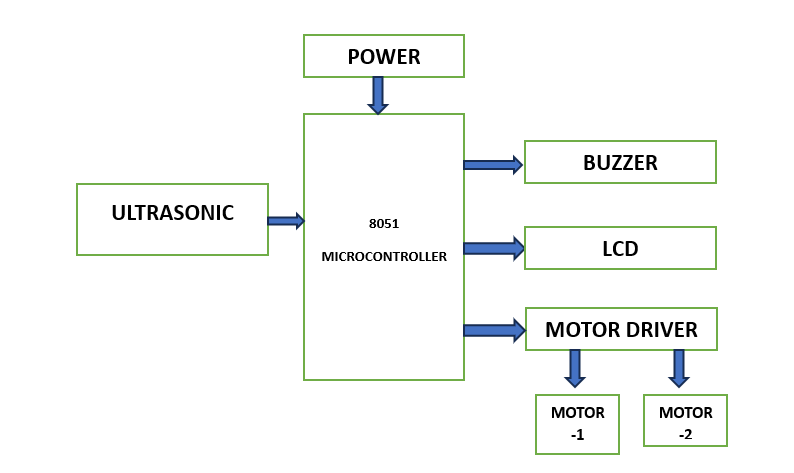 POWER
BUZZER
ULTRASONIC
8051
MICROCONTROLLER
LCD
MOTOR DRIVER
MOTOR
-1
MOTOR
-2